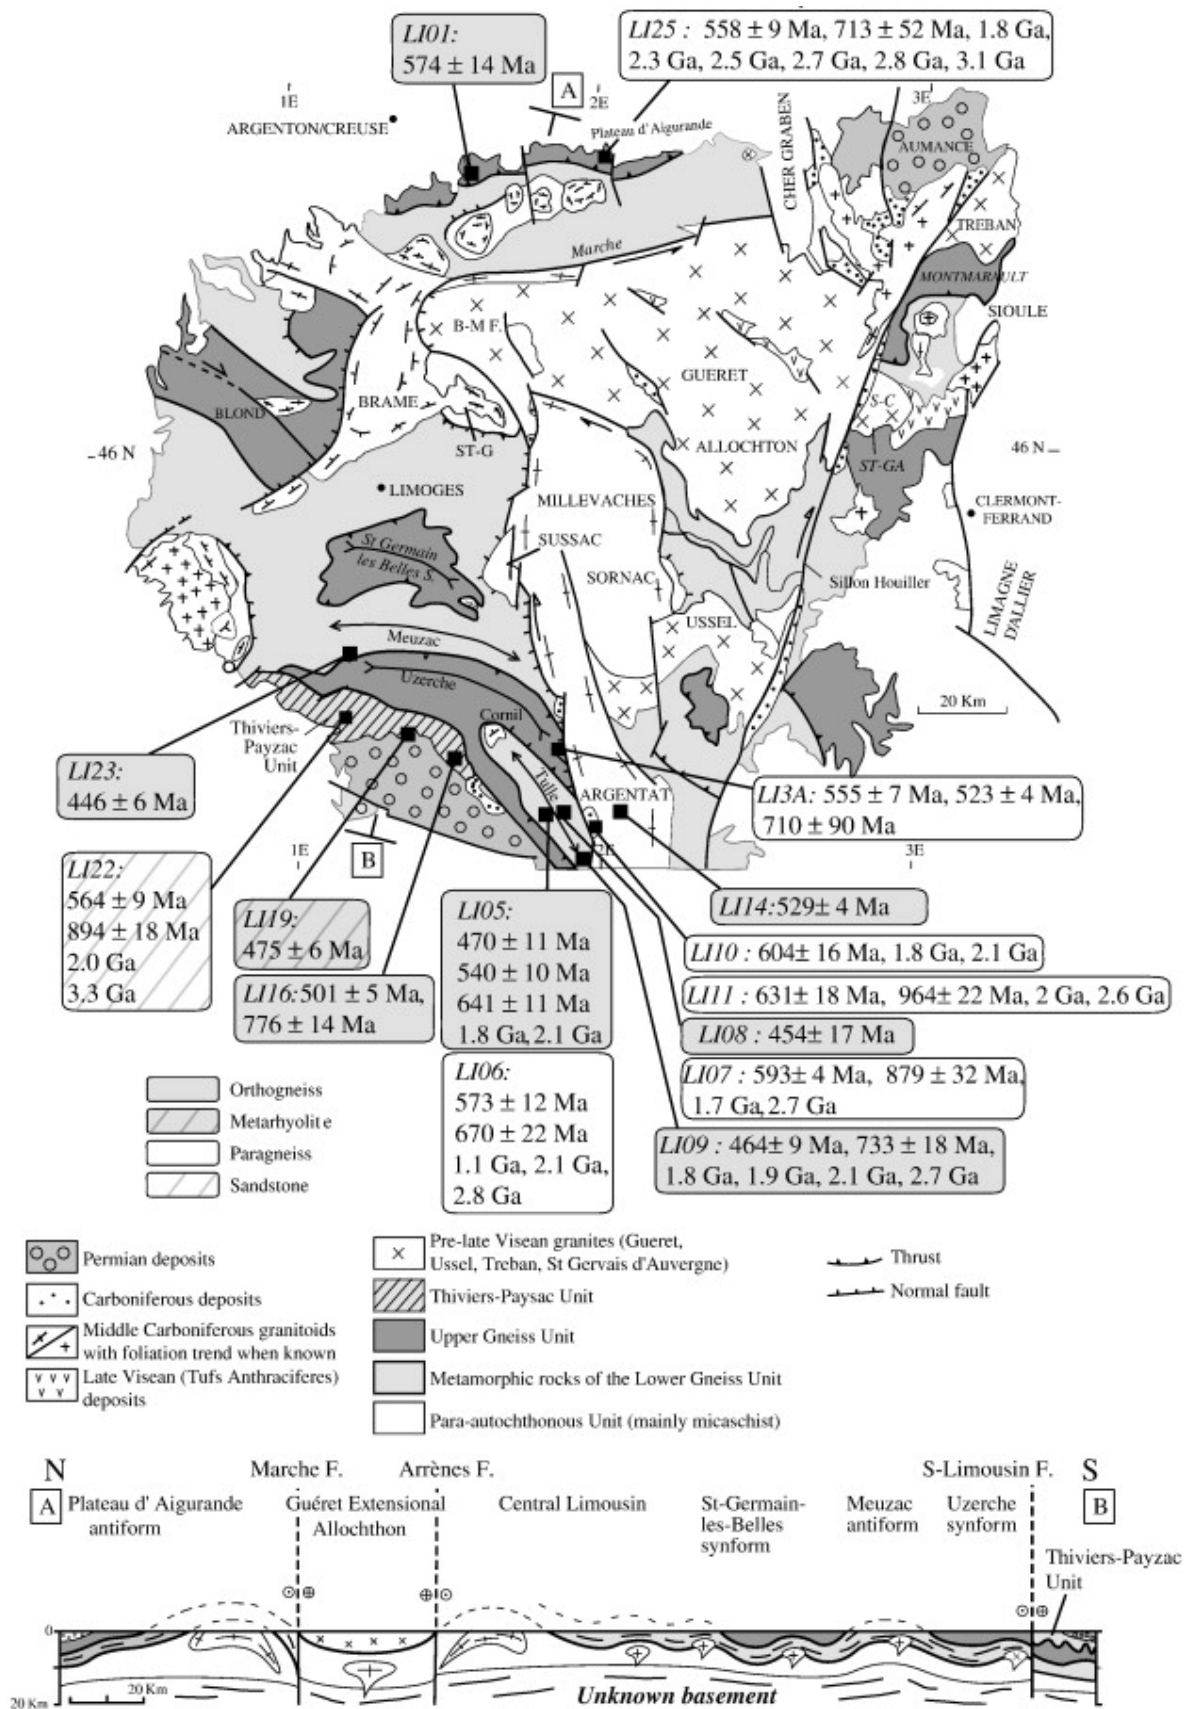 LI01:
574 ± 14 Ma
LI25 : 558 ± 9 Ma, 713 ± 52 Ma, 1.8 Ga,
2.3 Ga, 2.5 Ga, 2.7 Ga, 2.8 Ga, 3.1 Ga
1E
A
2E
3E
ARGENTON/CREUSE
Plateau d'Aigurande
CHER GRABEN
AUMANCE
TREBAN
Marche
MONTMARAULT
SIOULE
B-M F.
GUERET
BLOND
BRAME
S-C
46 N
ST-G
ALLOCHTON
ST-GA
46 N
LIMOGES
MILLEVACHES
CLERMONT-
FERRAND
St Germain
les Belles S.
SUSSAC
SORNAC
Sillon Houiller
LIMAGNE
D'ALLIER
USSEL
Meuzac
Uzerche
20 Km
Cornil
Thiviers-
Payzac
Unit
Tulle
ARGENTAT
LI23:
446 ± 6 Ma
LI3A: 555 ± 7 Ma, 523 ± 4 Ma,
710 ± 90 Ma
B
1E
2E
3E
LI22:
564 ± 9 Ma
894 ± 18 Ma
2.0 Ga
3.3 Ga
LI19:
475 ± 6 Ma
LI16:501 ± 5 Ma,
776 ± 14 Ma
LI05:
470 ± 11 Ma
540 ± 10 Ma
641 ± 11 Ma
1.8 Ga, 2.1 Ga
LI14:529± 4 Ma
LI10 : 604± 16 Ma, 1.8 Ga, 2.1 Ga
LI11 : 631± 18 Ma, 964± 22 Ma, 2 Ga, 2.6 Ga
LI08 : 454± 17 Ma
LI06:
573 ± 12 Ma
670 ± 22 Ma
1.1 Ga, 2.1 Ga,
2.8 Ga
LI07 : 593± 4 Ma, 879 ± 32 Ma,
1.7 Ga, 2.7 Ga
LI09 : 464± 9 Ma, 733 ± 18 Ma,
1.8 Ga, 1.9 Ga, 2.1 Ga, 2.7 Ga
Orthogneiss
Metarhyolite
Paragneiss
Sandstone
Permian deposits
Carboniferous deposits
Middle Carboniferous granitoids
with foliation trend when known
Late Visean (Tufs Anthraciferes)
deposits
Pre-late Visean granites (Gueret,
Ussel, Treban, St Gervais d'Auvergne)
Thiviers-Paysac Unit
Upper Gneiss Unit
Metamorphic rocks of the Lower Gneiss Unit
Para-autochthonous Unit (mainly micaschist)
Thrust
Normal fault
N
Marche F.
Arrènes F.
S-Limousin F.
S
A
Plateau d' Aigurande
antiform
Guéret Extensional
Allochthon
Central Limousin
St-Germain-
les-Belles
synform
Meuzac
antiform
Uzerche
synform
B
Thiviers-Payzac
Unit
0
20 Km
20 Km
Unknown basement